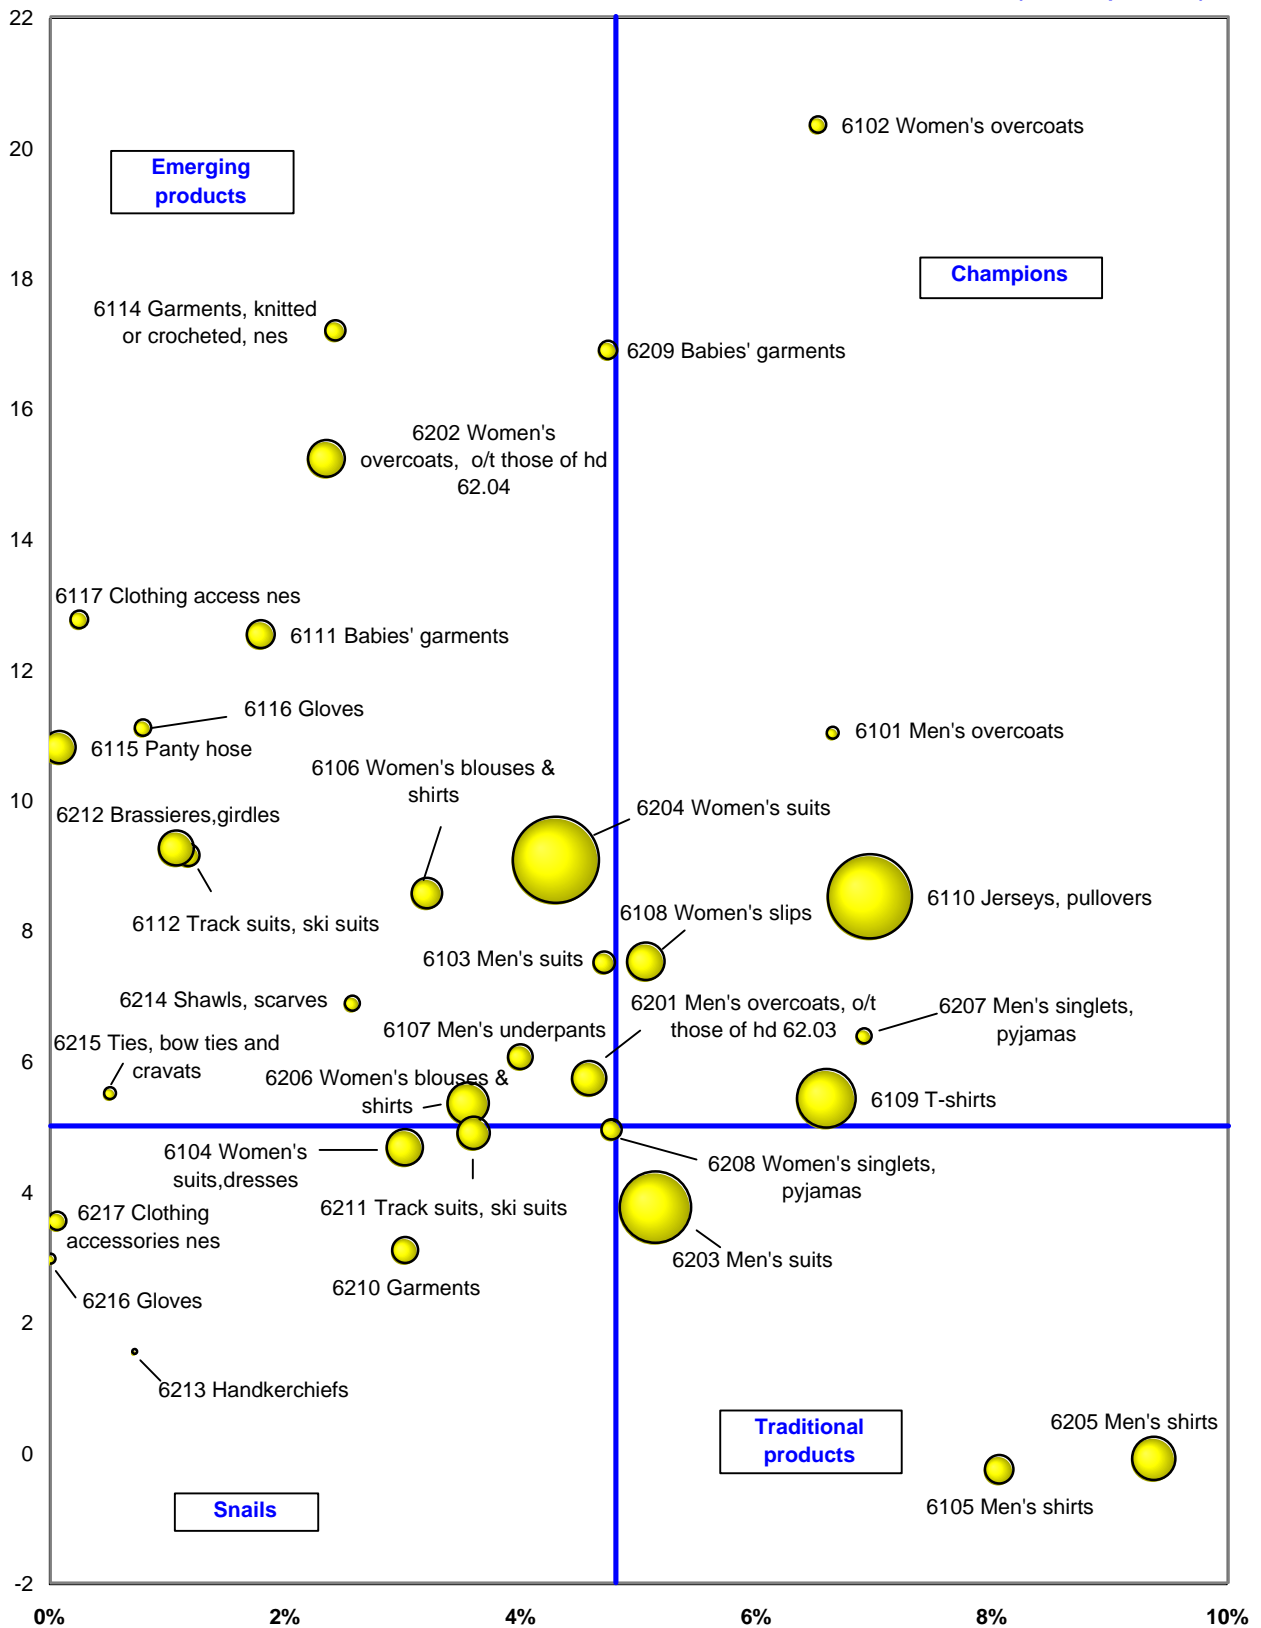 22
6102 Women's overcoats
20
Emerging
products
18
Champions
6114 Garments, knitted
or crocheted, nes
6209 Babies' garments
16
6202 Women's
overcoats, o/t those of hd
62.04
14
6117 Clothing access nes
6111 Babies' garments
12
6116 Gloves
6101 Men's overcoats
6115 Panty hose
6106 Women's blouses &
shirts
10
6212 Brassieres,girdles
6204 Women's suits
6110 Jerseys, pullovers
6108 Women's slips
6112 Track suits, ski suits
8
6103 Men's suits
6214 Shawls, scarves
6201 Men's overcoats, o/t
those of hd 62.03
6207 Men's singlets,
pyjamas
6107 Men's underpants
6215 Ties, bow ties and
cravats
6
6206 Women's blouses &
shirts
6109 T-shirts
6104 Women's
suits,dresses
6208 Women's singlets,
pyjamas
4
6211 Track suits, ski suits
6217 Clothing
accessories nes
6203 Men's suits
6210 Garments
6216 Gloves
2
6213 Handkerchiefs
Traditional
products
6205 Men's shirts
0
6105 Men's shirts
Snails
-2
0%
2%
4%
6%
8%
10%